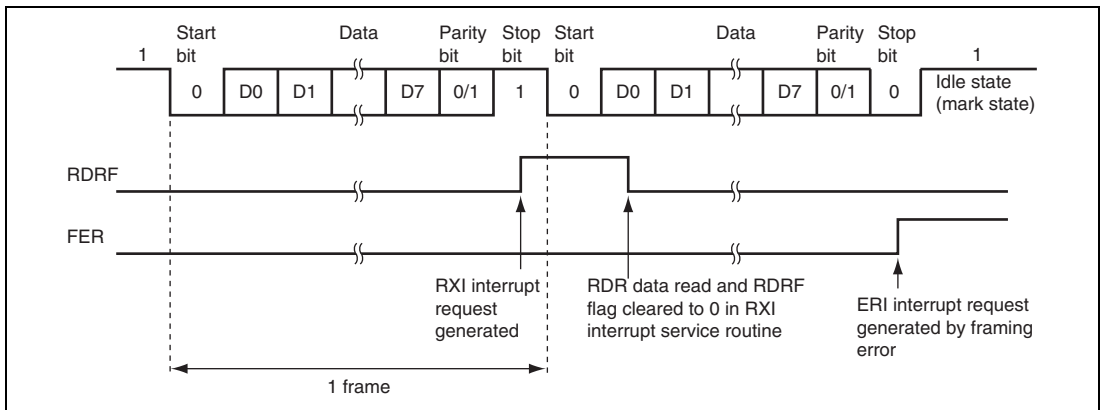 Start Data Parity Stop Start Data Parity Stop
1 bit bit bit bit bit bit 1
0 D0 D1 D7 0/1 1 0 D0 D1 D7 0/1 0 Idle state
(mark state)
RDRF
FER
RXI interrupt
request
generated
RDR data read and RDRF
flag cleared to 0 in RXI
interrupt service routine
ERI interrupt request
generated by framing
error
1 frame